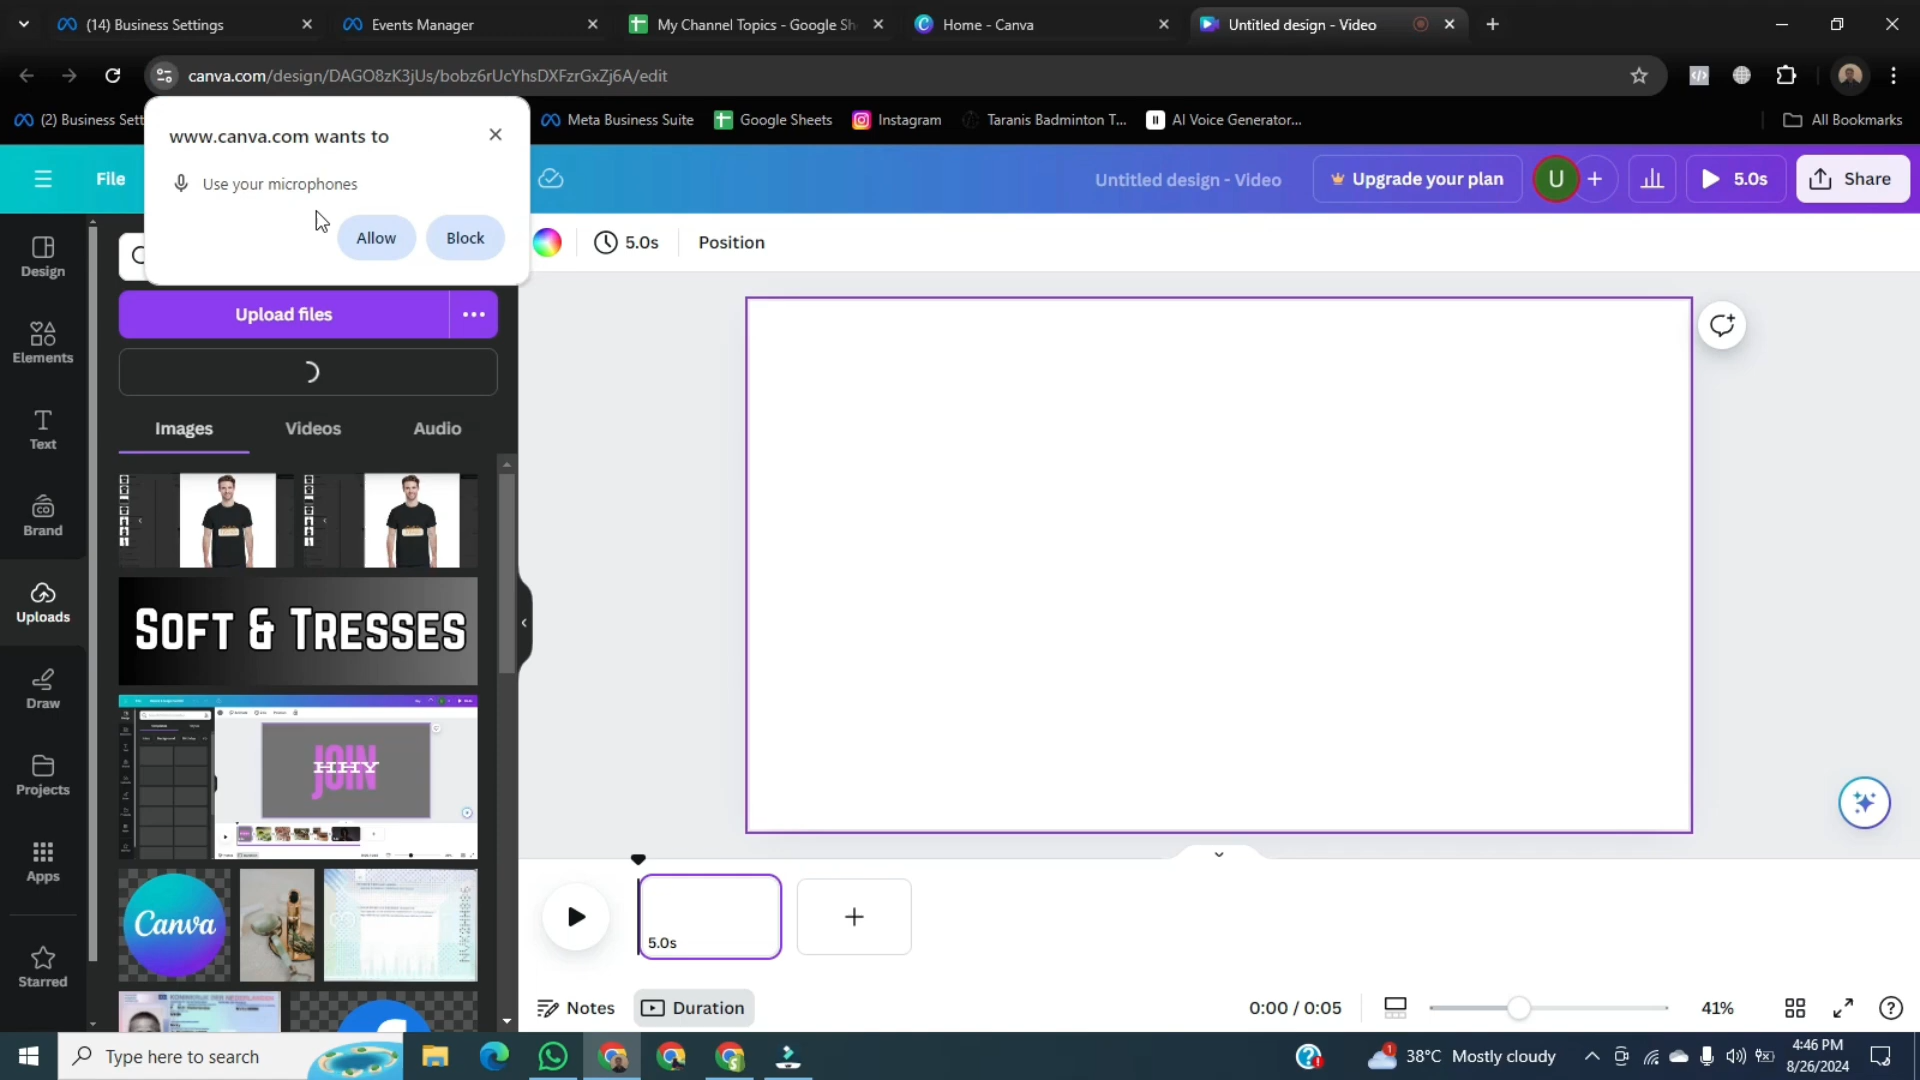 (14) Business Settings
Events Manager
My Channel Topics - Google Sh
Home - Canva
Untitled design - Video
canva.com/design/DAGO8zK3jUs/bobz6rUcYhsDXFzrGxZj6A/edit
(2) Business Sett
Meta Business Suite
Google Sheets
Instagram
Taranis Badminton T...
AI Voice Generator...
All Bookmarks
www.canva.com wants to
Use your microphones
Allow
Block
File
Untitled design - Video
Upgrade your plan
U
5.0s
Share
5.0s
Position
Design
Elements
Text
Brand
Uploads
Draw
Projects
Apps
Starred
Upload files
Images
Videos
Audio
SOFT & TRESSES
JOIN
HHY
Canva
5.0s
Notes
Duration
0:00 / 0:05
41%
Type here to search
38°C Mostly cloudy
4:46 PM
8/26/2024